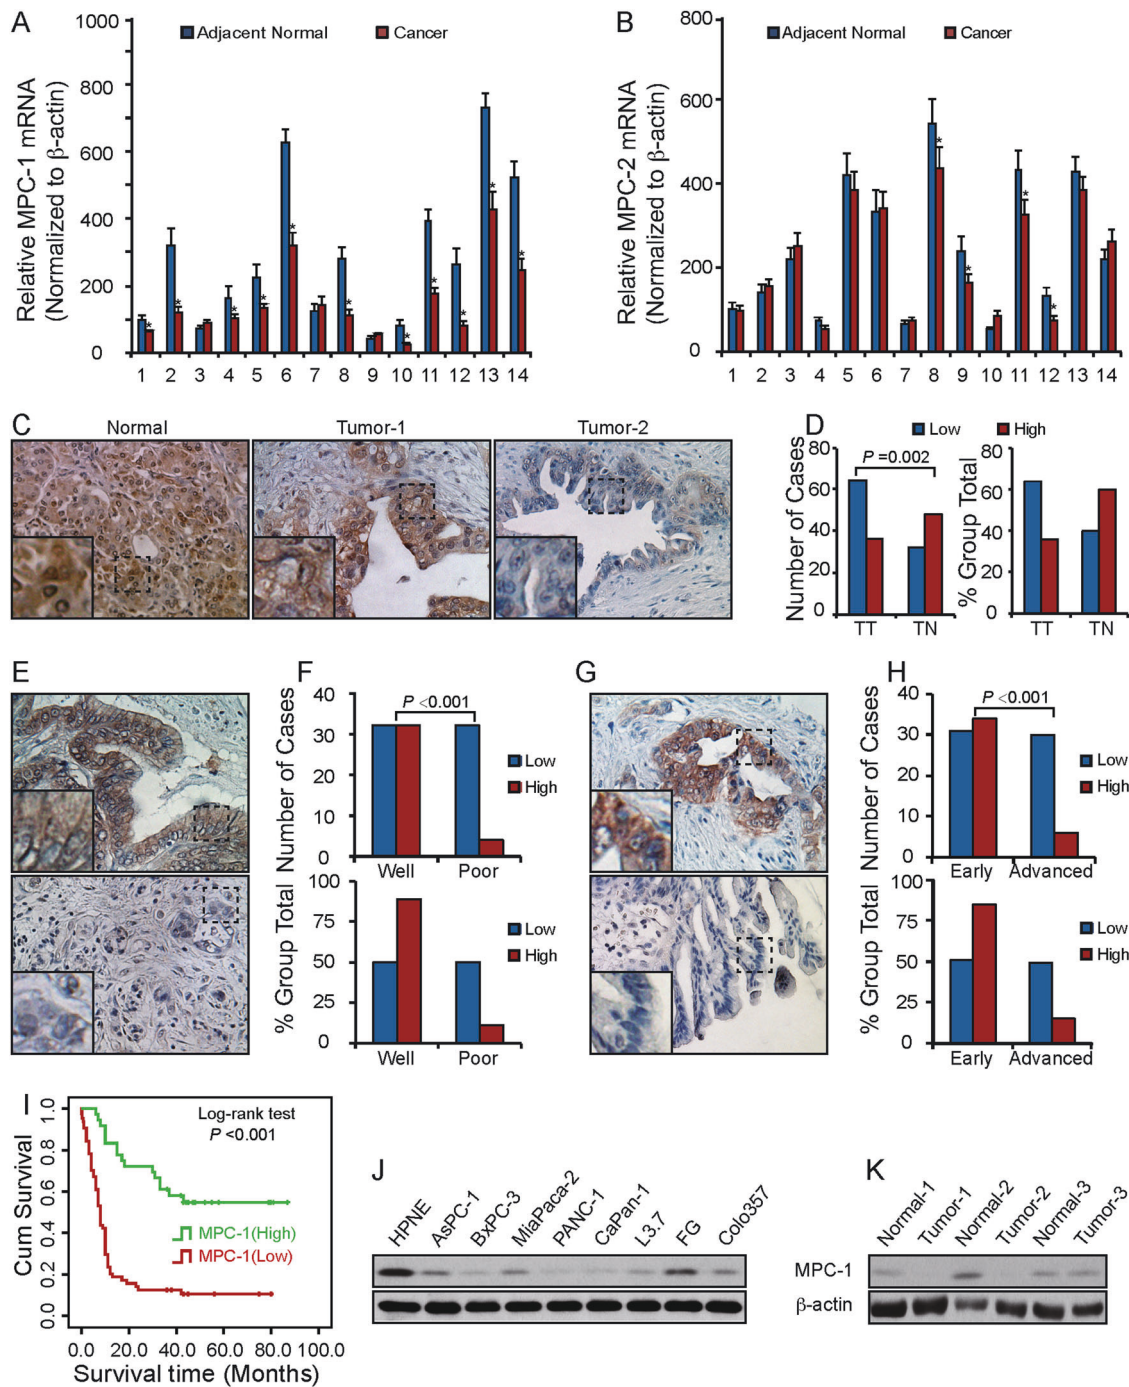 A
Adjacent Normal Cancer
Relative MPC-1 mRNA
(Normalized to β-actin)
1000
800
600
400
200
0
1 2 3 4 5 6 7 8 9 10 11 12 13 14
* * * * * * * * * * *
B
Adjacent Normal Cancer
Relative MPC-2 mRNA
(Normalized to β-actin)
800
600
400
200
0
1 2 3 4 5 6 7 8 9 10 11 12 13 14
* * * *
C
Normal Tumor-1 Tumor-2
D
Low High
P =0.002
Number of Cases
80
60
40
20
0
TT TN
% Group Total
80
60
40
20
0
TT TN
E
F
P <0.001
Number of Cases
40
30
20
10
0
Well Poor
Low
High
% Group Total
100
75
50
25
0
Well Poor
Low
High
G
H
P <0.001
Number of Cases
40
30
20
10
0
Early Advanced
Low
High
% Group Total
100
75
50
25
0
Early Advanced
Low
High
I
Log-rank test
P <0.001
Cum Survival
1.0
0.8
0.6
0.4
0.2
0.0
MPC-1(High)
MPC-1(Low)
0.0 20.0 40.0 60.0 80.0 100.0
Survival time (Months)
J
HPNE AsPC-1 BxPC-3 MiaPaca-2 PANC-1 CaPan-1 L3.7 FG Colo357
K
Normal-1 Tumor-1 Normal-2 Tumor-2 Normal-3 Tumor-3
MPC-1
β-actin